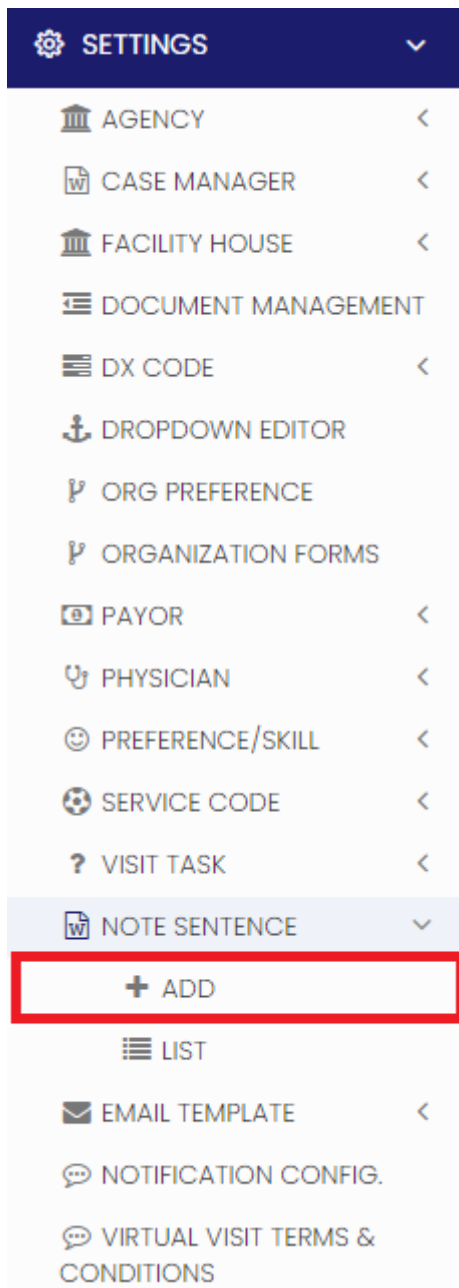 SETTINGS
AGENCY
CASE MANAGER
FACILITY HOUSE
DOCUMENT MANAGEMENT
DX CODE
DROPDOWN EDITOR
ORG PREFERENCE
ORGANIZATION FORMS
PAYOR
PHYSICIAN
PREFERENCE/SKILL
SERVICE CODE
VISIT TASK
NOTE SENTENCE
ADD
LIST
EMAIL TEMPLATE
NOTIFICATION CONFIG.
VIRTUAL VISIT TERMS &
CONDITIONS